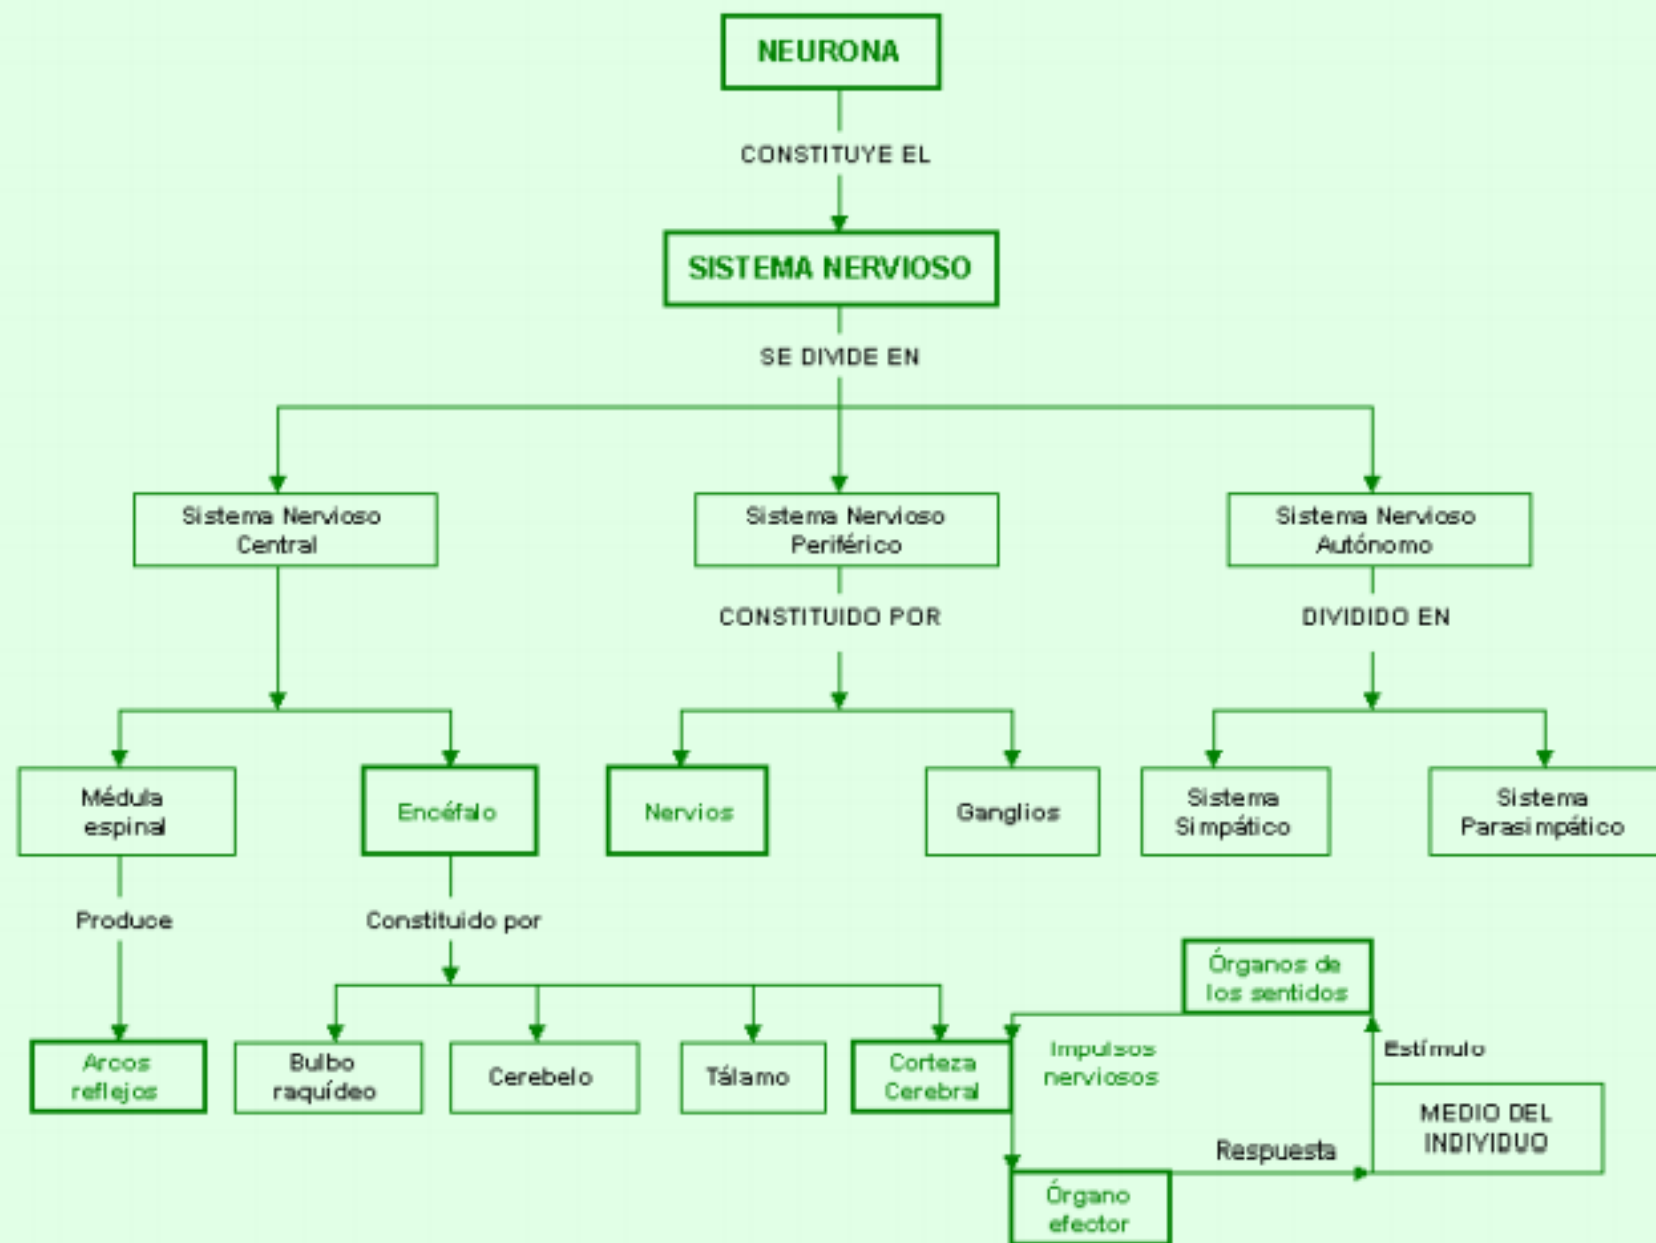 NEURONA
CONSTITUYE EL
SISTEMA NERVIOSO
SE DIVIDE EN
Sistema Nervioso
Central
Sistema Nervioso
Periférico
Sistema Nervioso
Autónomo
CONSTITUIDO POR
DIVIDIDO EN
Médula
espinal
Encéfalo
Nervios
Ganglios
Sistema
Simpático
Sistema
Parasimpático
Produce
Constituido por
Órganos de
los sentidos
Arcos
reflejos
Bulbo
raquídeo
Cerebelo
Tálamo
Corteza
Cerebral
Impulsos
nerviosos
Estímulo
MEDIO DEL
INDIVIDUO
Respuesta
Órgano
efector